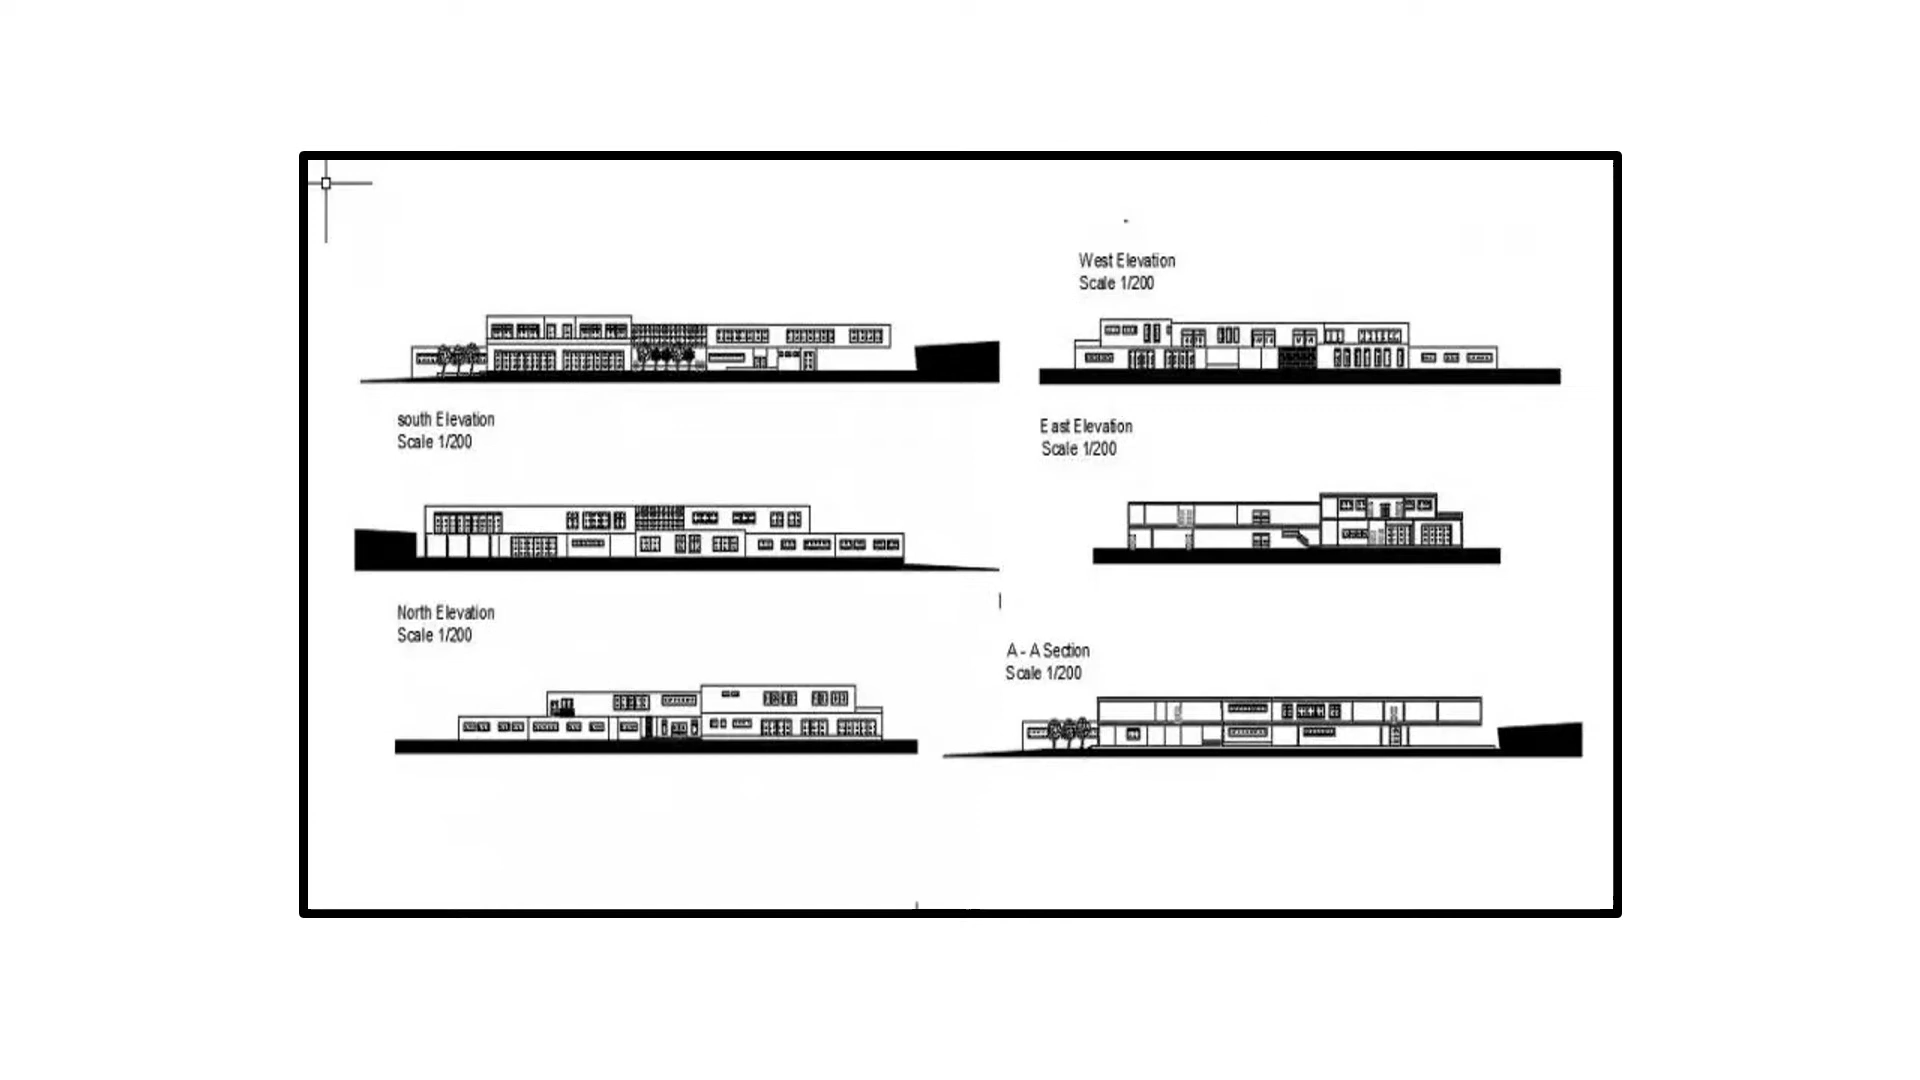 West Elevation
Scale 1/200
south Elevation
Scale 1/200
East Elevation
Scale 1/200
North Elevation
Scale 1/200
A - A Section
Scale 1/200